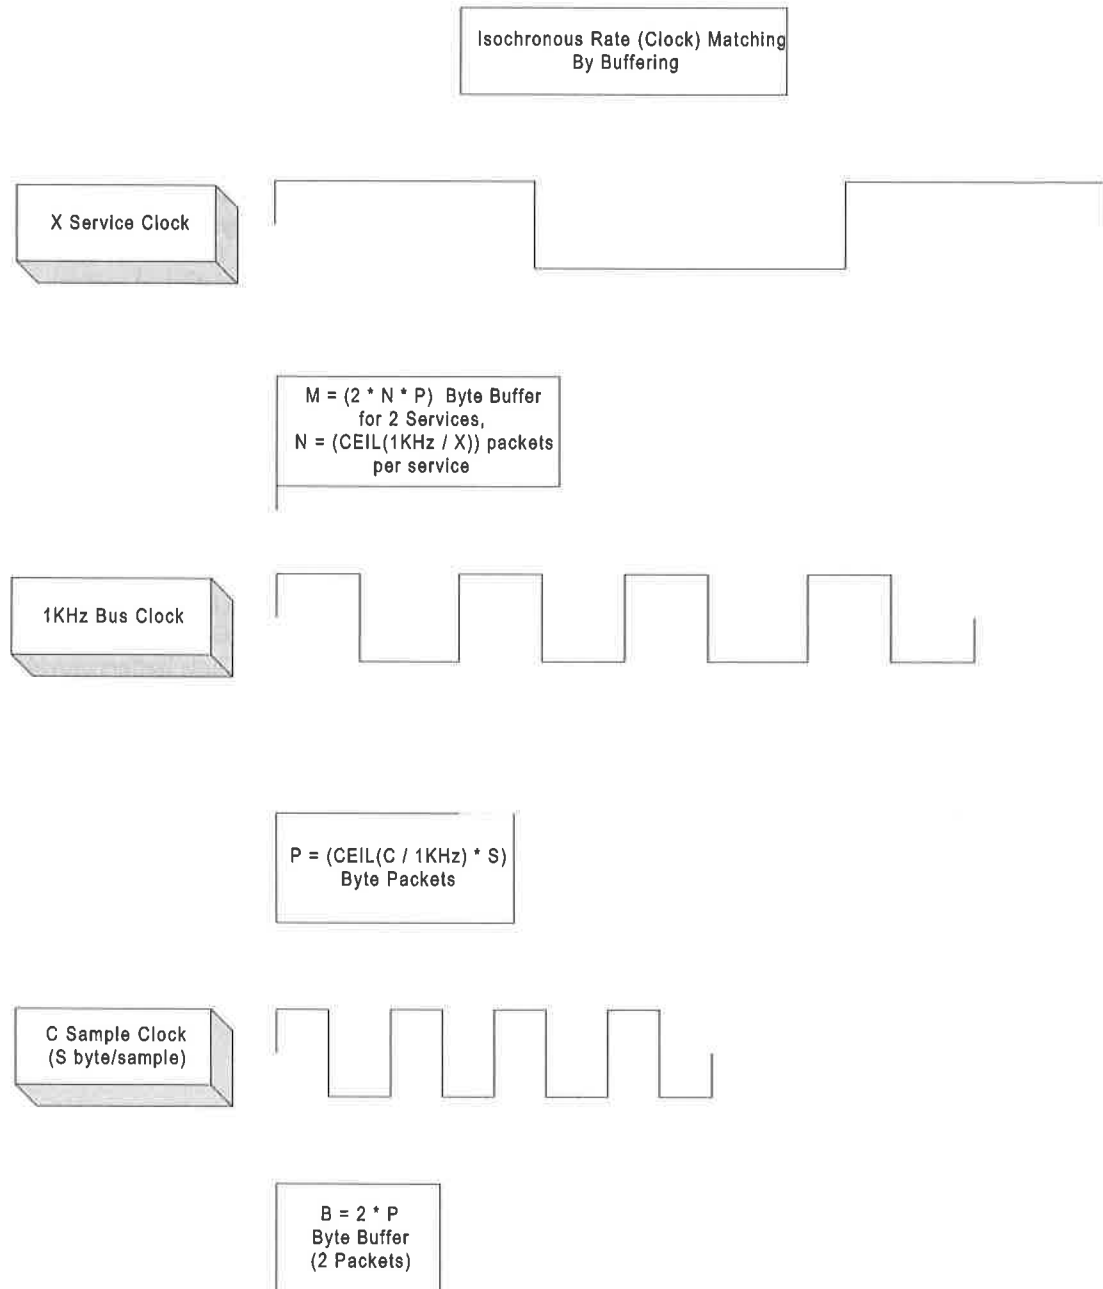 Isochronous Rate (Clock) Matching
By Buffering
X Service Clock
M = (2 * N * P) Byte Buffer
for 2 Services,
N = (CEIL(1KHz / X)) packets
per service
1KHz Bus Clock
P = (CEIL(C / 1KHz) * S)
Byte Packets
C Sample Clock
(S byte/sample)
B = 2 * P
Byte Buffer
(2 Packets)